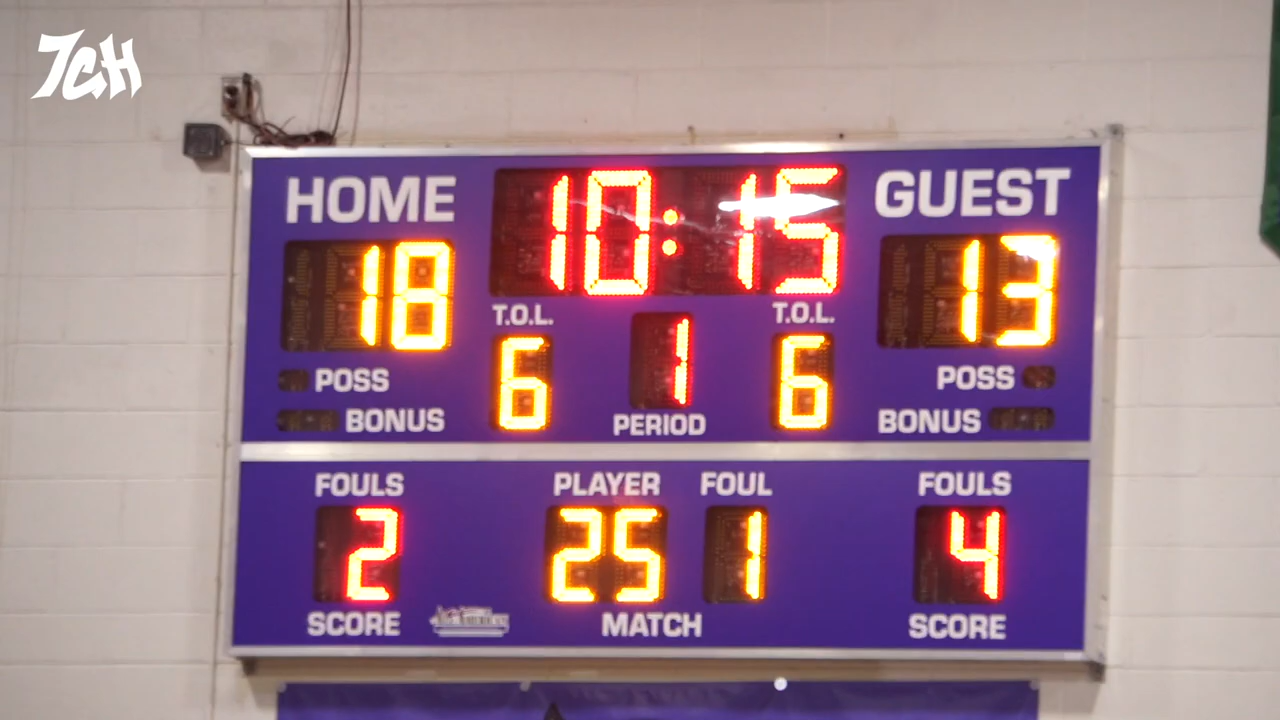 7GH
HOME
10:15
GUEST
18
13
T.O.L.
T.O.L.
6
1
6
POSS
POSS
BONUS
PERIOD
BONUS
FOULS
PLAYER
FOUL
FOULS
2
25
1
4
SCORE
MATCH
SCORE